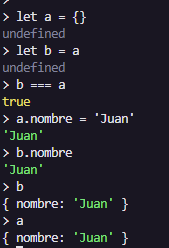 >
> let a = {}
undefined
> let b = a
undefined
> b === a
true
> a.nombre = 'Juan'
'Juan'
> b.nombre
'Juan'
> b
{ nombre: 'Juan' }
> a
{ nombre: 'Juan' }